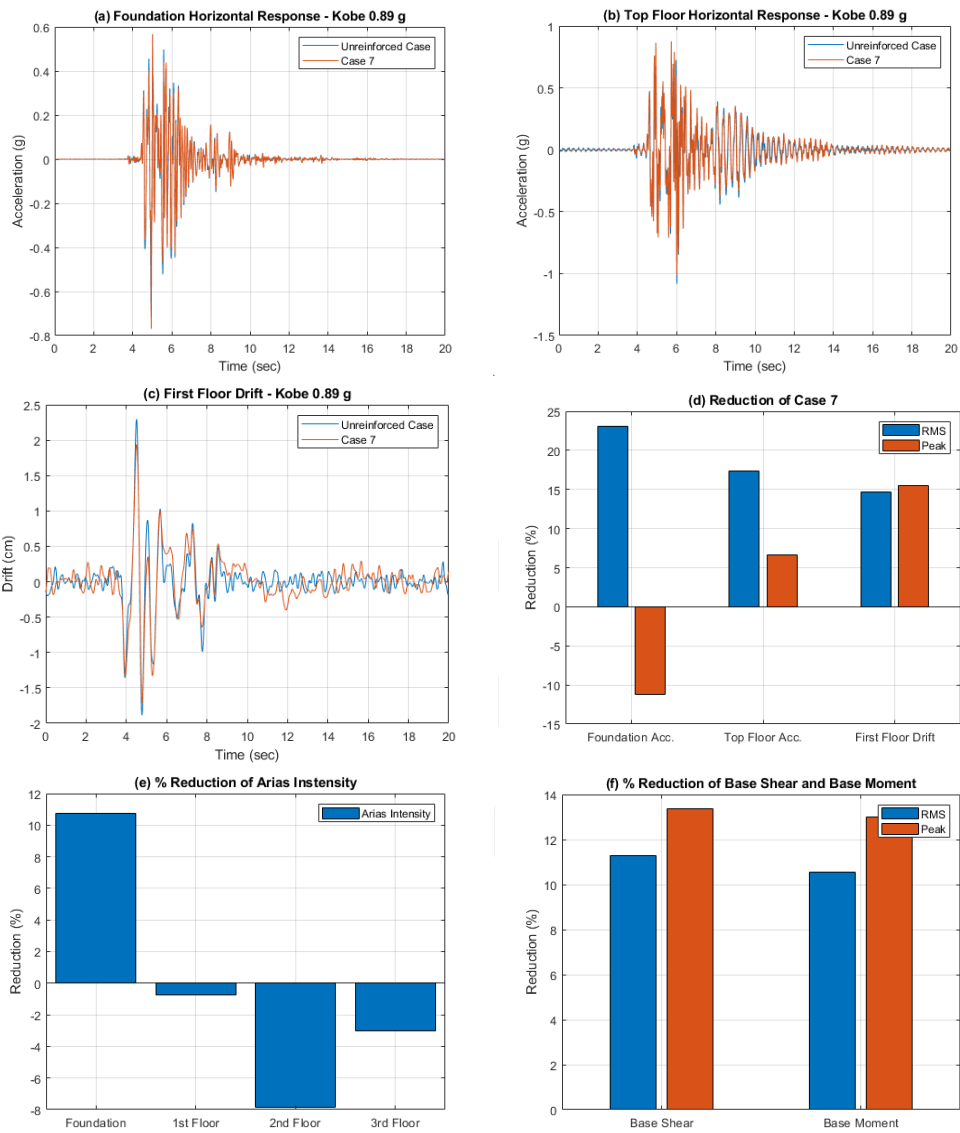 (a) Foundation Horizontal Response - Kobe 0.89 g
Unreinforced Case
Case 7
Acceleration (g)
0.6
0.4
0.2
0
-0.2
-0.4
-0.6
-0.8
0 2 4 6 8 10 12 14 16 18 20
Time (sec)
(b) Top Floor Horizontal Response - Kobe 0.89 g
Unreinforced Case
Case 7
Acceleration (g)
1
0.5
0
-0.5
-1
-1.5
0 2 4 6 8 10 12 14 16 18 20
Time (sec)
(c) First Floor Drift - Kobe 0.89 g
Unreinforced Case
Case 7
Drift (cm)
2.5
2
1.5
1
0.5
0
-0.5
-1
-1.5
-2
0 2 4 6 8 10 12 14 16 18 20
Time (sec)
(d) Reduction of Case 7
RMS
Peak
Reduction (%)
25
20
15
10
5
0
-5
-10
-15
Foundation Acc. Top Floor Acc. First Floor Drift
(e) % Reduction of Arias Instensity
Arias Intensity
Reduction (%)
12
10
8
6
4
2
0
-2
-4
-6
-8
Foundation 1st Floor 2nd Floor 3rd Floor
(f) % Reduction of Base Shear and Base Moment
RMS
Peak
Reduction (%)
14
12
10
8
6
4
2
0
Base Shear Base Moment